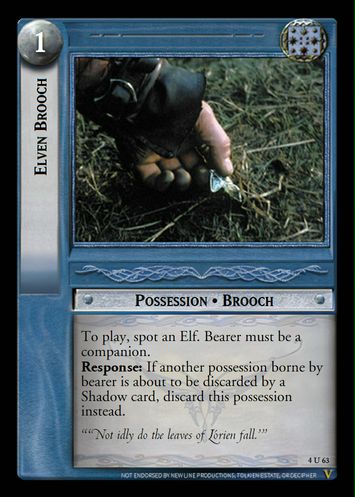 1
ELVEN BROOCH
POSSESSION • BROOCH
To play, spot an Elf. Bearer must be a
companion.
Response: If another possession borne by
bearer is about to be discarded by a
Shadow card, discard this possession
instead.
““Not idly do the leaves of Lórien fall.’”
4 U 63
NOT ENDORSED BY NEW LINE PRODUCTIONS, TOLKIEN ESTATE, OR DECIPHER
V